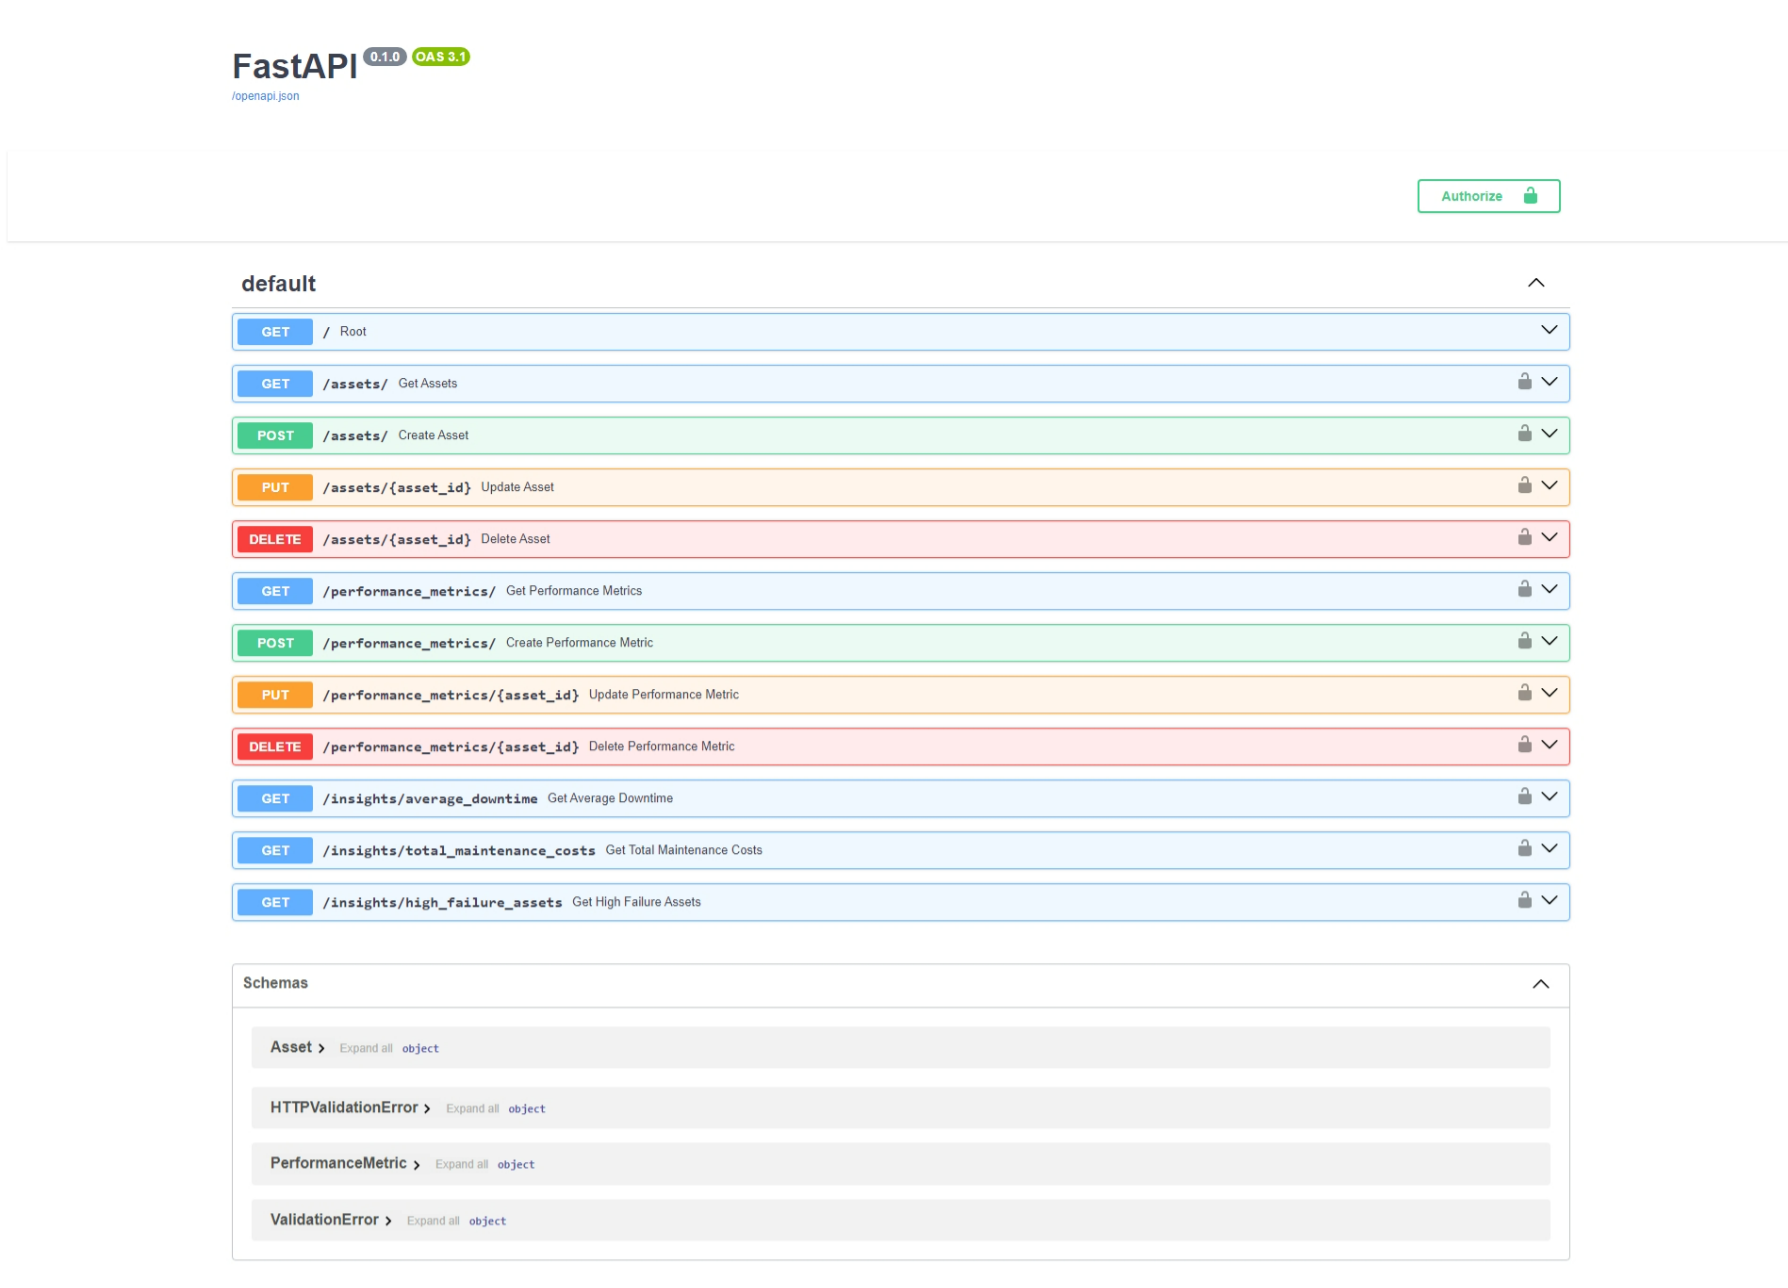 FastAPI 0.1.0 OAS 3.1
/openapi.json
Authorize
default
GET / Root
GET /assets/ Get Assets
POST /assets/ Create Asset
PUT /assets/{asset_id} Update Asset
DELETE /assets/{asset_id} Delete Asset
GET /performance_metrics/ Get Performance Metrics
POST /performance_metrics/ Create Performance Metric
PUT /performance_metrics/{asset_id} Update Performance Metric
DELETE /performance_metrics/{asset_id} Delete Performance Metric
GET /insights/average_downtime Get Average Downtime
GET /insights/total_maintenance_costs Get Total Maintenance Costs
GET /insights/high_failure_assets Get High Failure Assets
Schemas
Asset Expand all object
HTTPValidationError Expand all object
PerformanceMetric Expand all object
ValidationError Expand all object